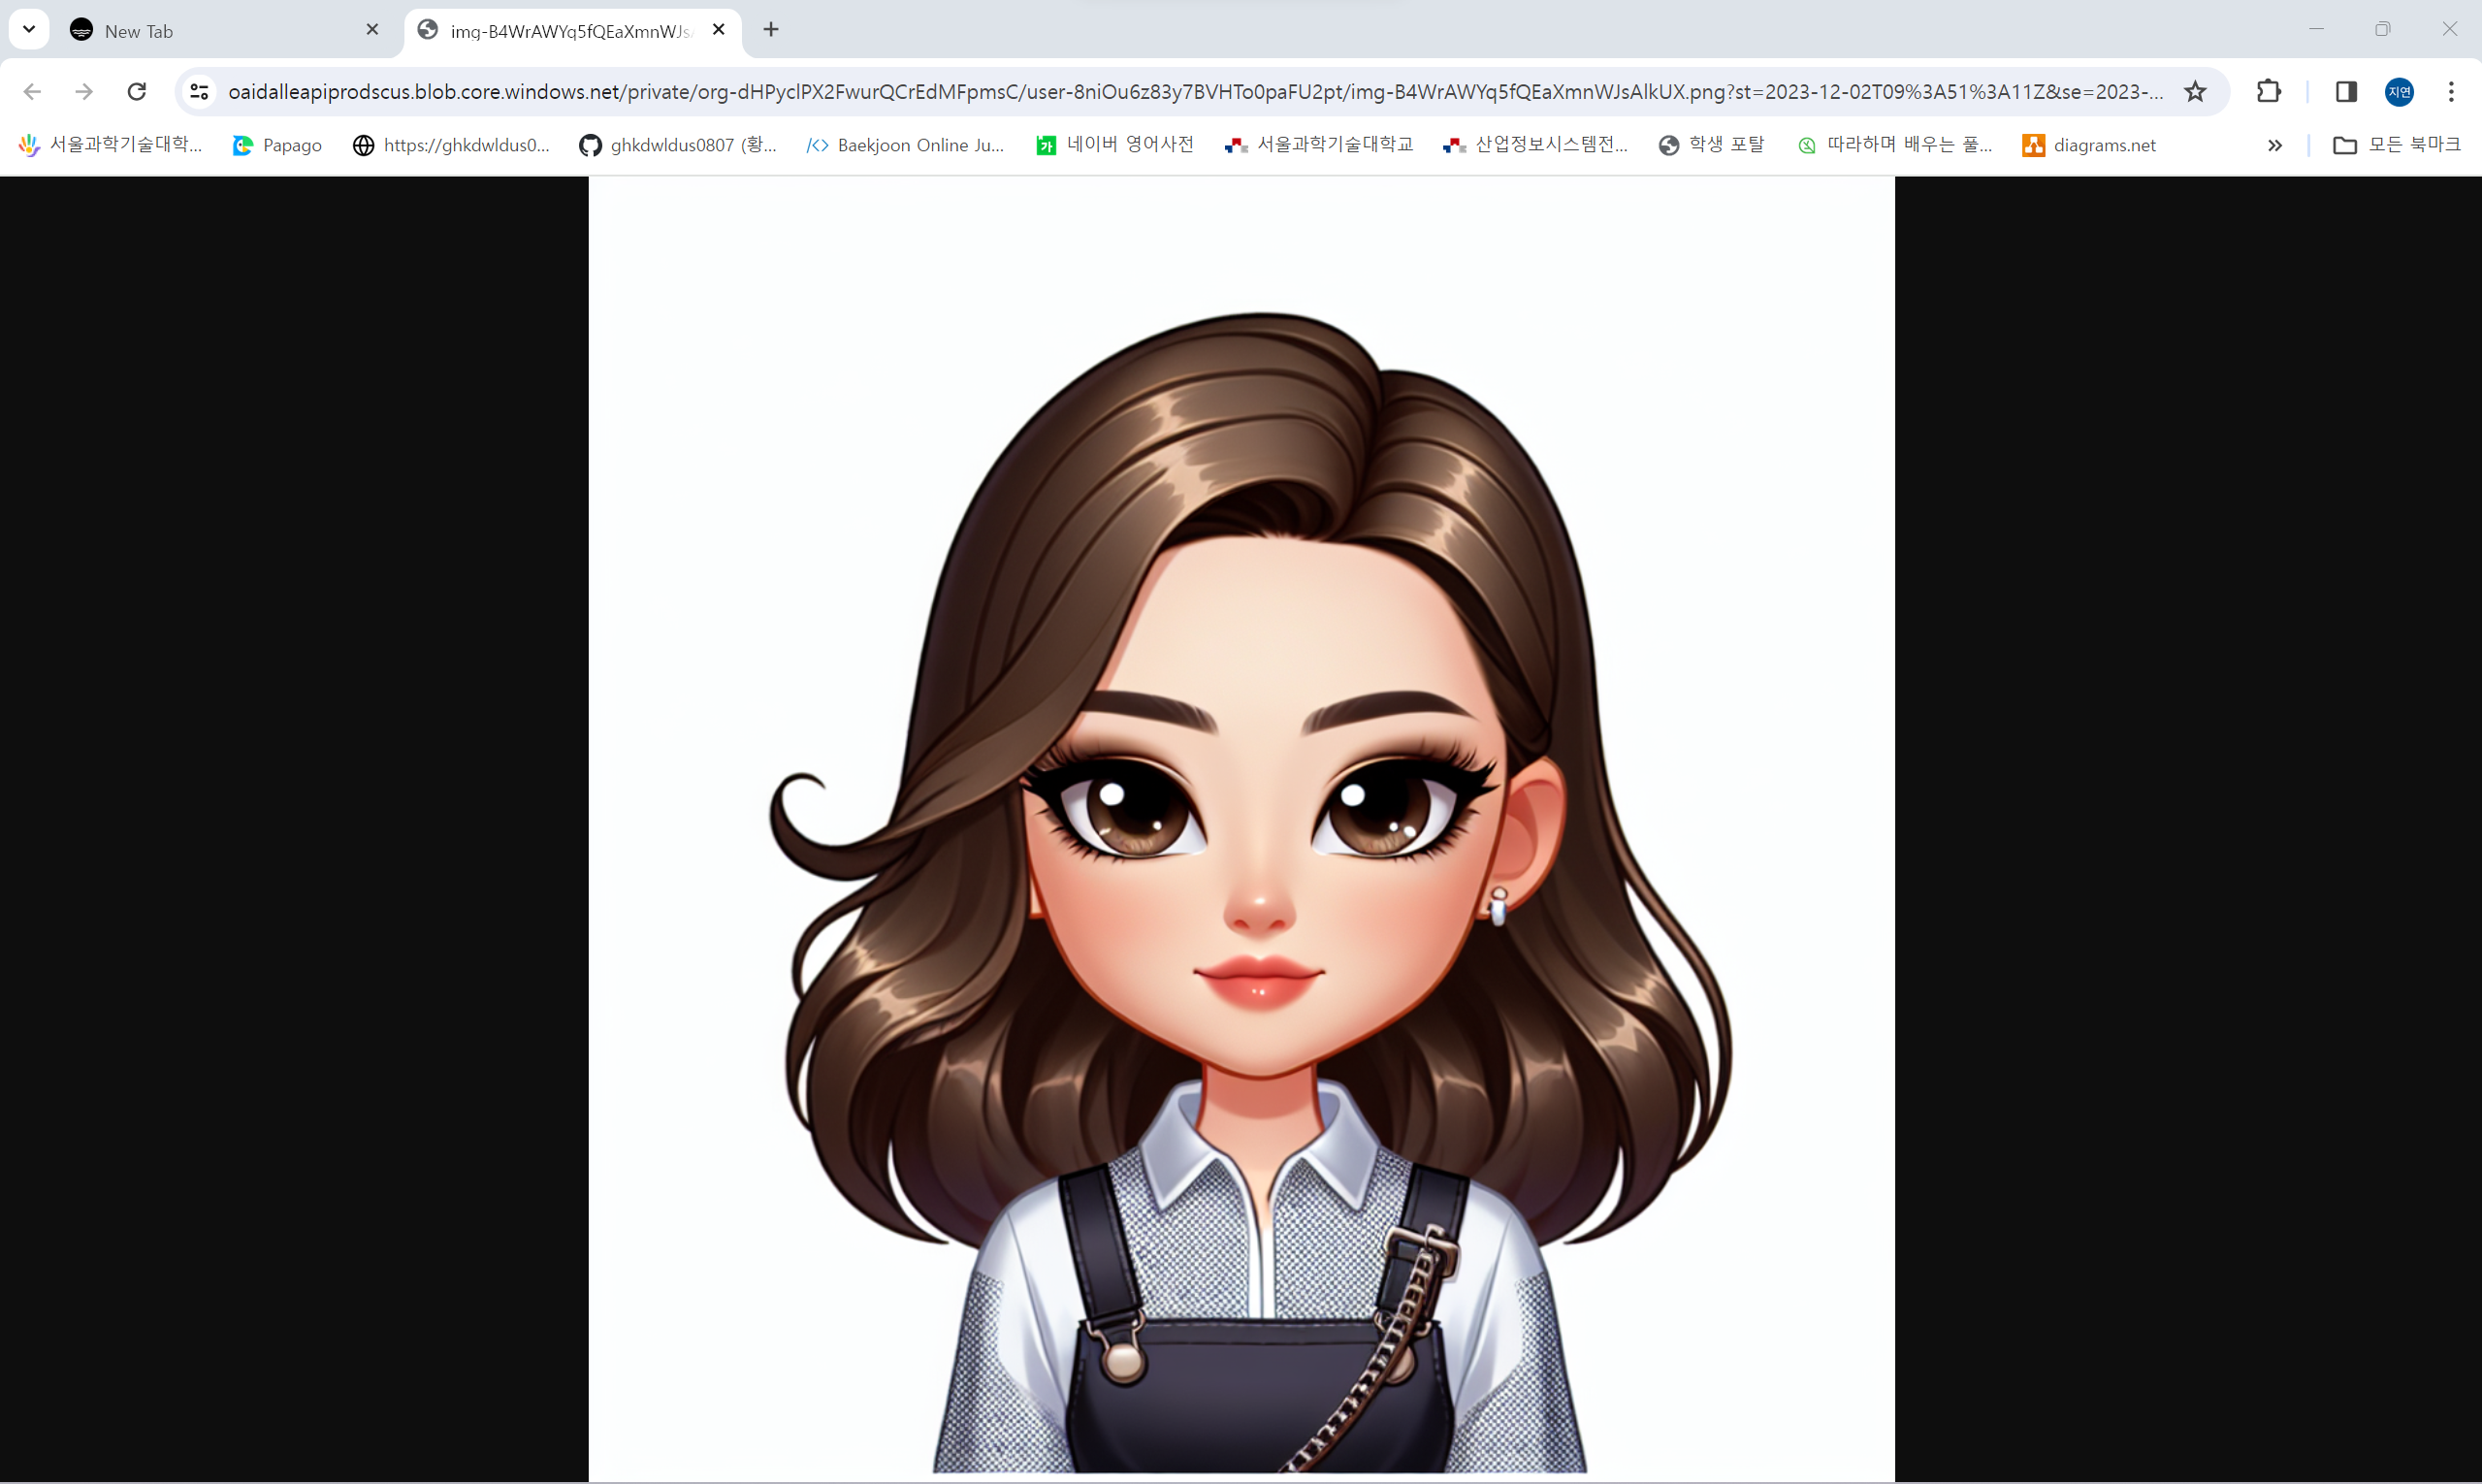 New Tab
img-B4WrAWYq5fQEaXmnWJsA
oaidalleapiprodscus.blob.core.windows.net/private/org-dHPyclPX2FwurQCrEdMFpmsC/user-8niOu6z83y7BVHTo0paFU2pt/img-B4WrAWYq5fQEaXmnWJsAlkUX.png?st=2023-12-02T09%3A51%3A11Z&se=2023-...
지연
서울과학기술대학... Papago https://ghkdwldus0... ghkdwldus0807 (황... Baekjoon Online Ju... 네이버 영어사전 서울과학기술대학교 산업정보시스템전... 학생 포탈 따라하며 배우는 풀... diagrams.net 모든 북마크